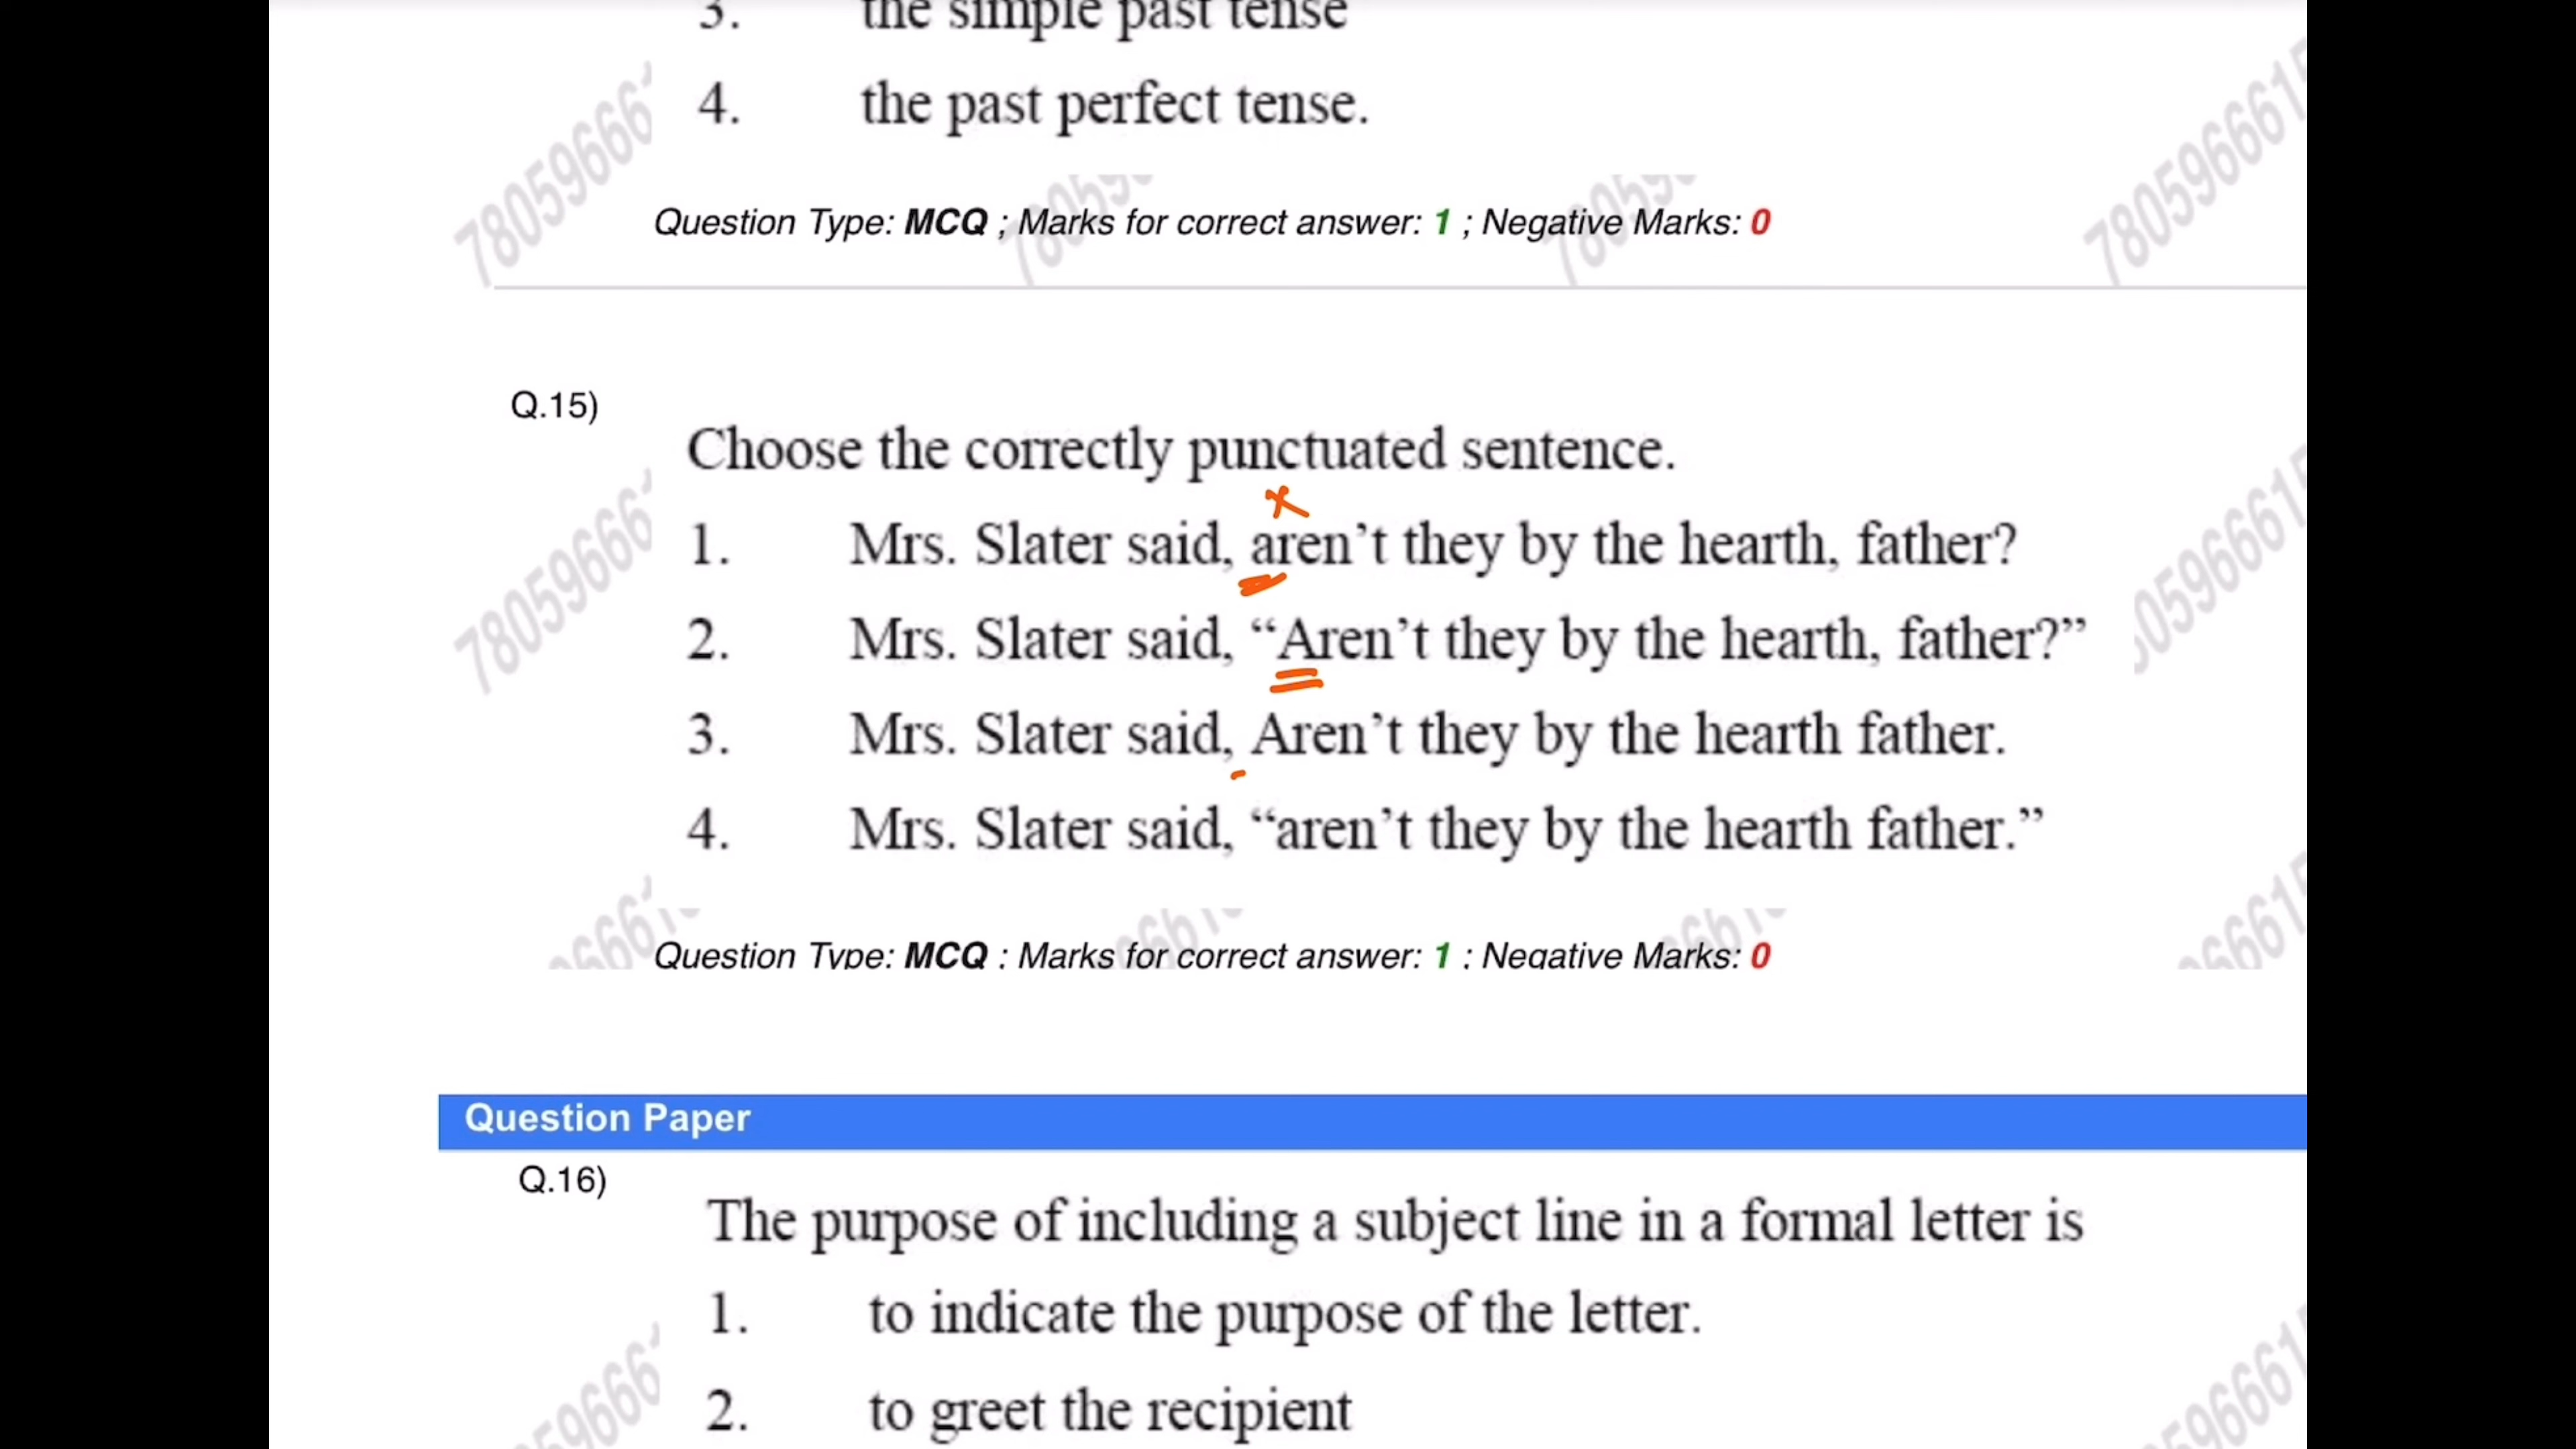 3. the simple past tense
4. the past perfect tense.
Question Type: MCQ ; Marks for correct answer: 1 ; Negative Marks: 0
Q.15)
Choose the correctly punctuated sentence.
1. Mrs. Slater said, aren’t they by the hearth, father?
2. Mrs. Slater said, “Aren’t they by the hearth, father?”
3. Mrs. Slater said, Aren’t they by the hearth father.
4. Mrs. Slater said, “aren’t they by the hearth father.”
Question Type: MCQ ; Marks for correct answer: 1 ; Negative Marks: 0
Question Paper
Q.16)
The purpose of including a subject line in a formal letter is
1. to indicate the purpose of the letter.
2. to greet the recipient